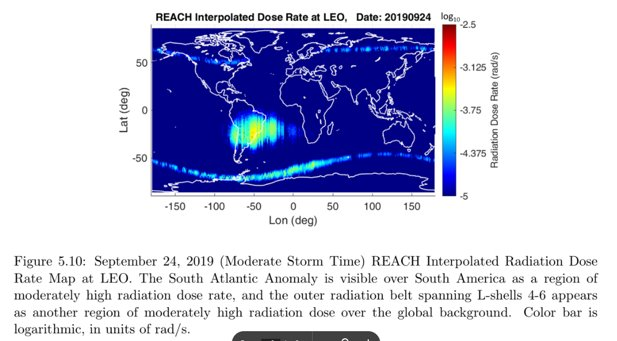 REACH Interpolated Dose Rate at LEO, Date: 20190924
log10
-2.5
-3.125
-3.75
-4.375
-5
Radiation Dose Rate (rad/s)
50
0
-50
Lat (deg)
-150 -100 -50 0 50 100 150
Lon (deg)
Figure 5.10: September 24, 2019 (Moderate Storm Time) REACH Interpolated Radiation Dose
Rate Map at LEO. The South Atlantic Anomaly is visible over South America as a region of
moderately high radiation dose rate, and the outer radiation belt spanning L-shells 4-6 appears
as another region of moderately high radiation dose over the global background. Color bar is
logarithmic, in units of rad/s.